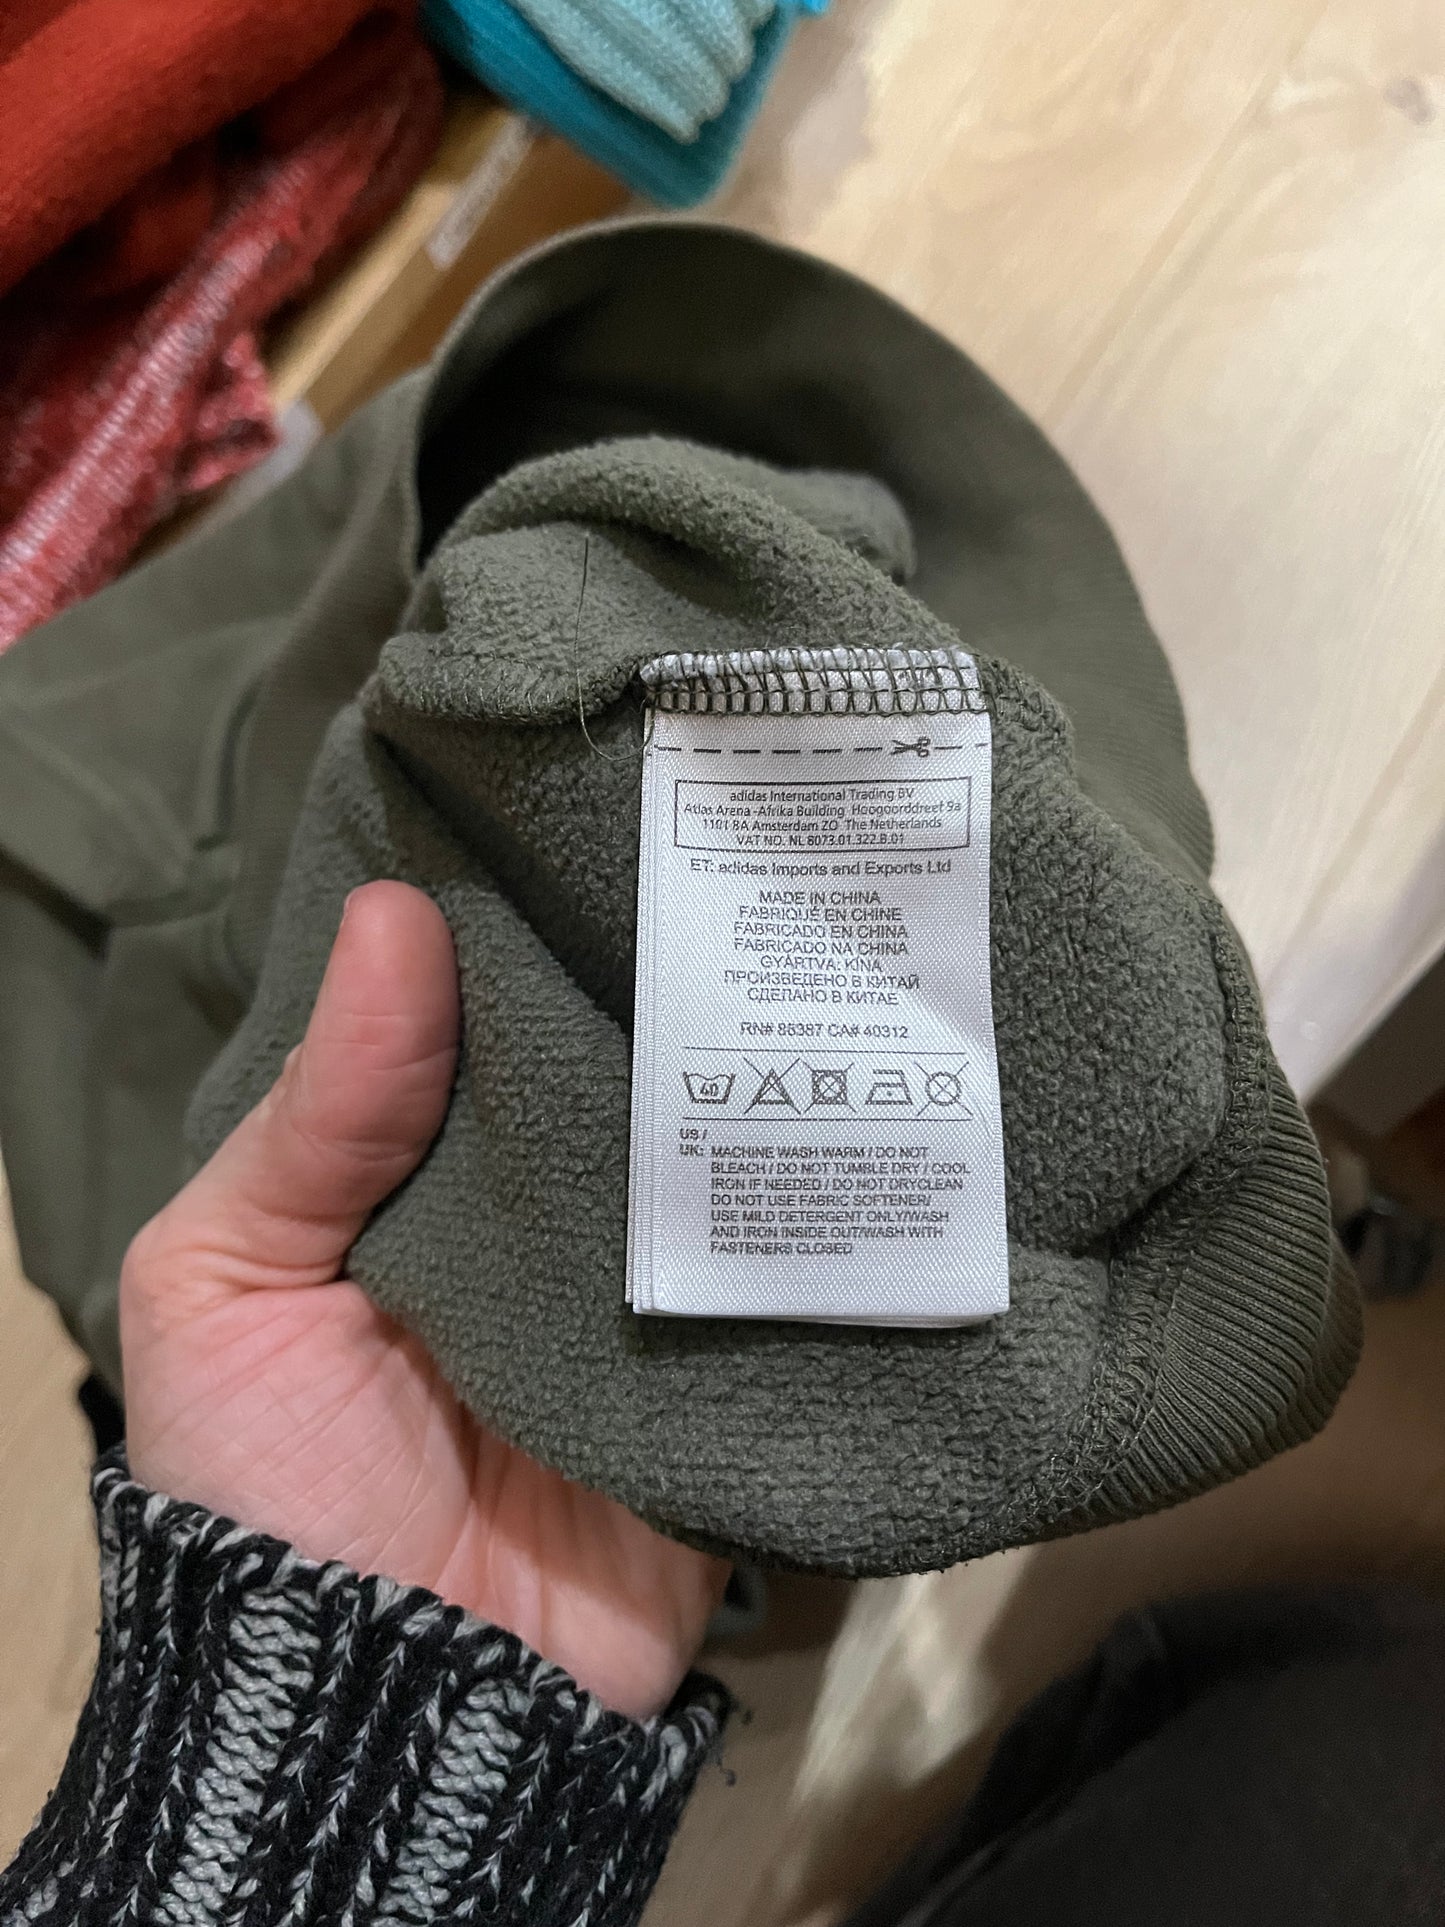 adidas International Trading BV
Atlas Arena -Afrika Building Hoogoorddreef 9a
1101 BA Amsterdam ZO The Netherlands
VAT NO. NL 8073.01.322.B.01
ET: adidas Imports and Exports Ltd
MADE IN CHINA
FABRIQUÉ EN CHINE
FABRICADO EN CHINA
FABRICADO NA CHINA
GYÁRTVA: KÍNA
ПРОИЗВЕДЕНО В КИТАЙ
СДЕЛАНО В КИТАЕ
RN# 88387 CA# 40312
40
US /
UK: MACHINE WASH WARM / DO NOT
BLEACH / DO NOT TUMBLE DRY / COOL
IRON IF NEEDED / DO NOT DRYCLEAN
DO NOT USE FABRIC SOFTENER/
USE MILD DETERGENT ONLY/WASH
AND IRON INSIDE OUT/WASH WITH
FASTENERS CLOSED